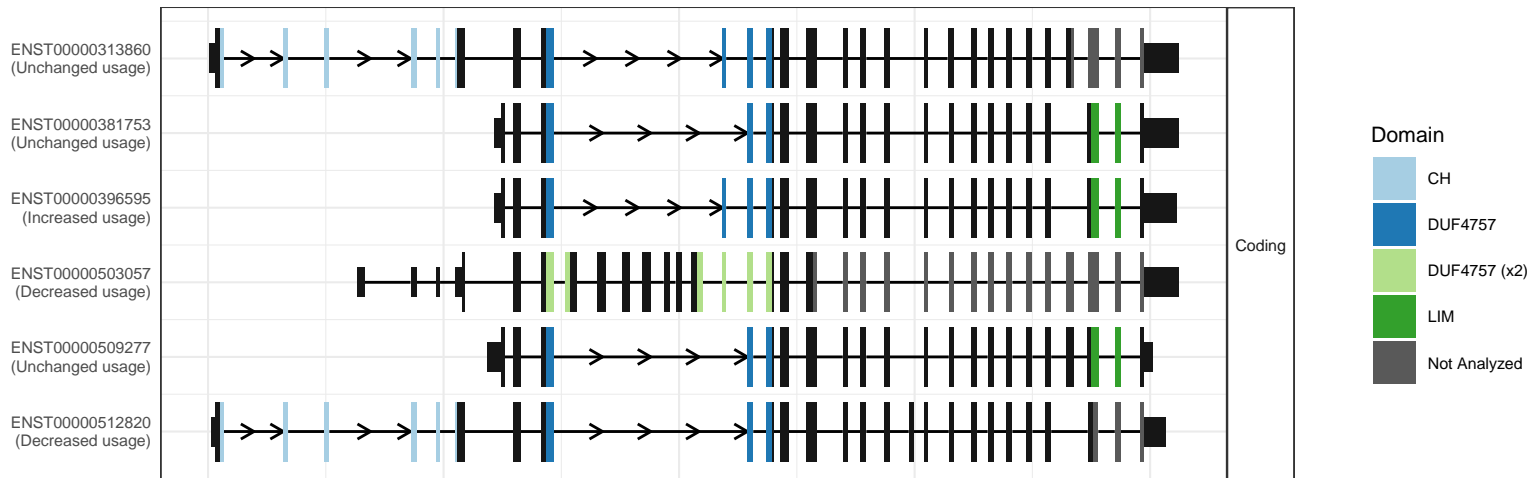 ENST00000313860
(Unchanged usage)
ENST00000381753
(Unchanged usage)
ENST00000396595
(Increased usage)
ENST00000503057
(Decreased usage)
ENST00000509277
(Unchanged usage)
ENST00000512820
(Decreased usage)
Coding
Domain
CH
DUF4757
DUF4757 (x2)
LIM
Not Analyzed